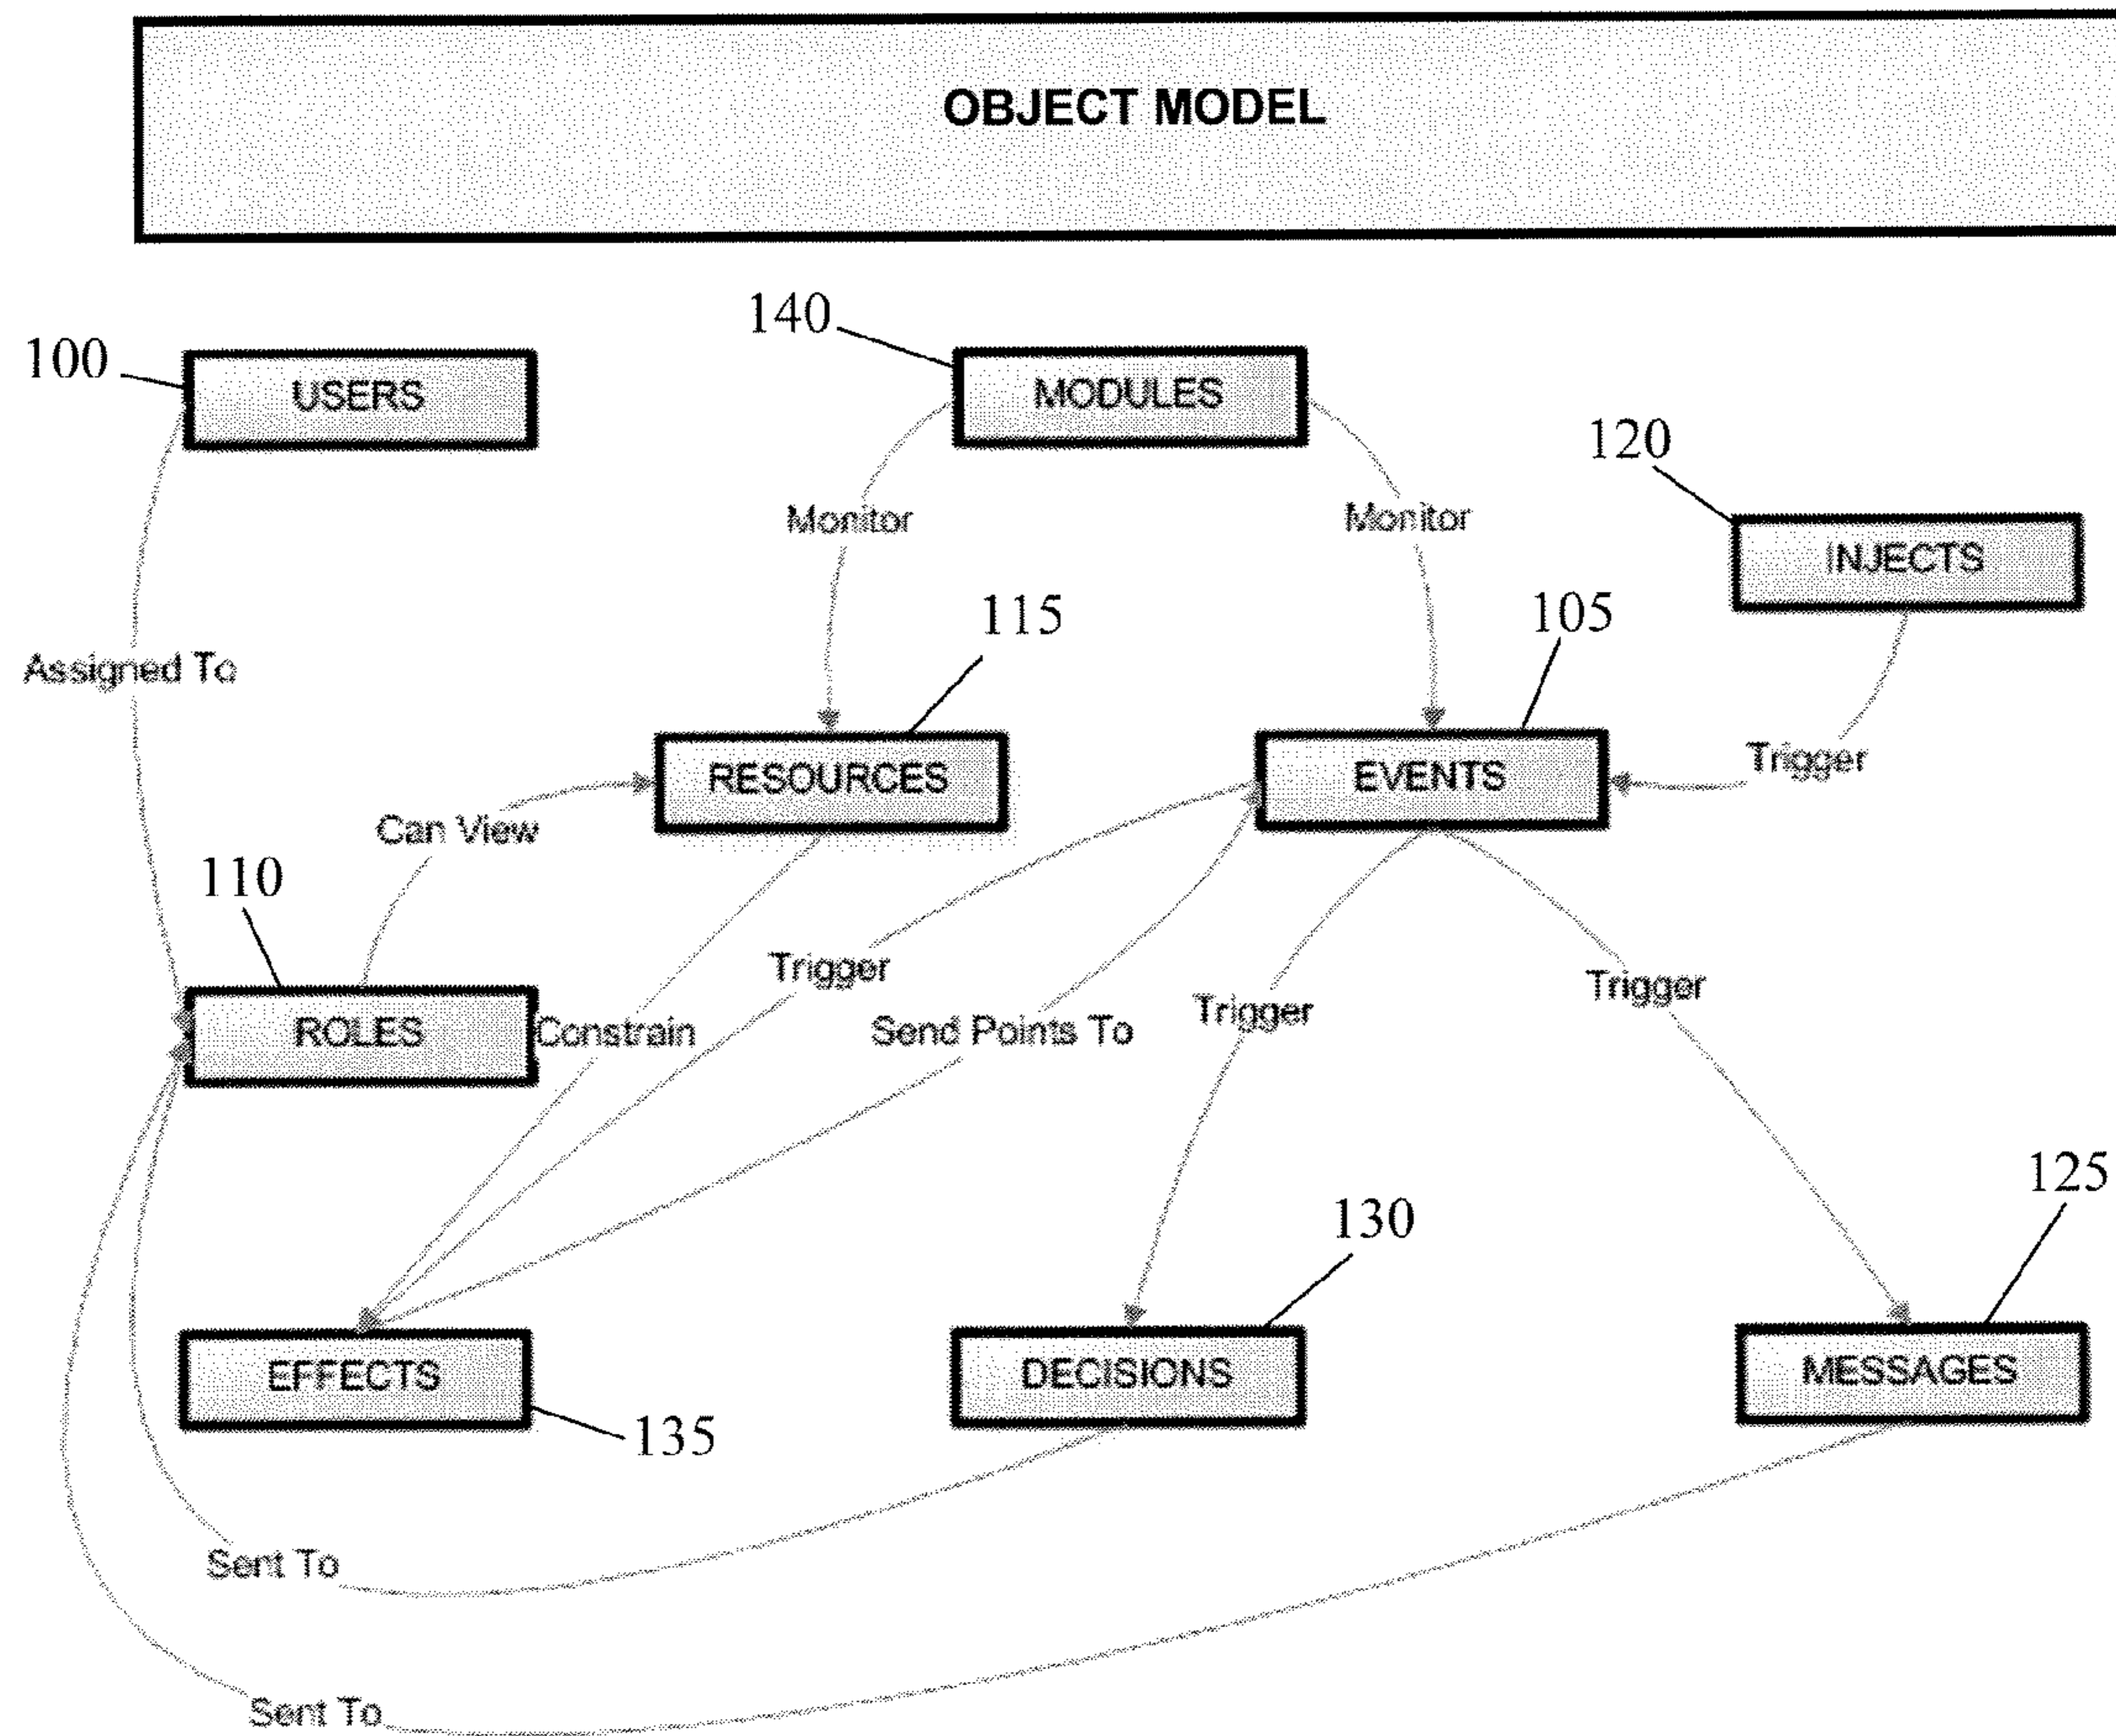 OBJECT MODEL
140
100
USERS
MODULES
120
Monitor
Monitor
INJECTS
115
105
Assigned To
RESOURCES
EVENTS
Trigger
Can View
110
Trigger
Trigger
ROLES
Constrain
Send Points To
Trigger
125
130
EFFECTS
DECISIONS
MESSAGES
135
Sent To
Sent To